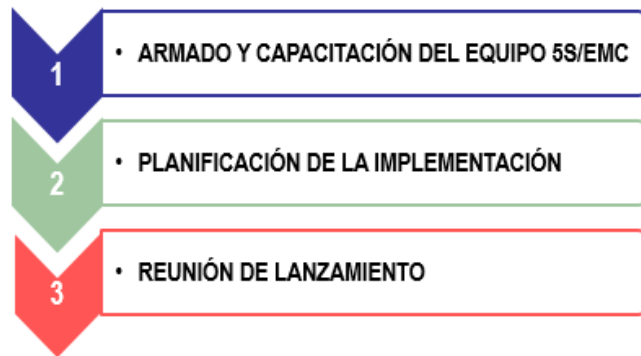 1
• ARMADO Y CAPACITACIÓN DEL EQUIPO 5S/EMC
2
• PLANIFICACIÓN DE LA IMPLEMENTACIÓN
3
• REUNIÓN DE LANZAMIENTO